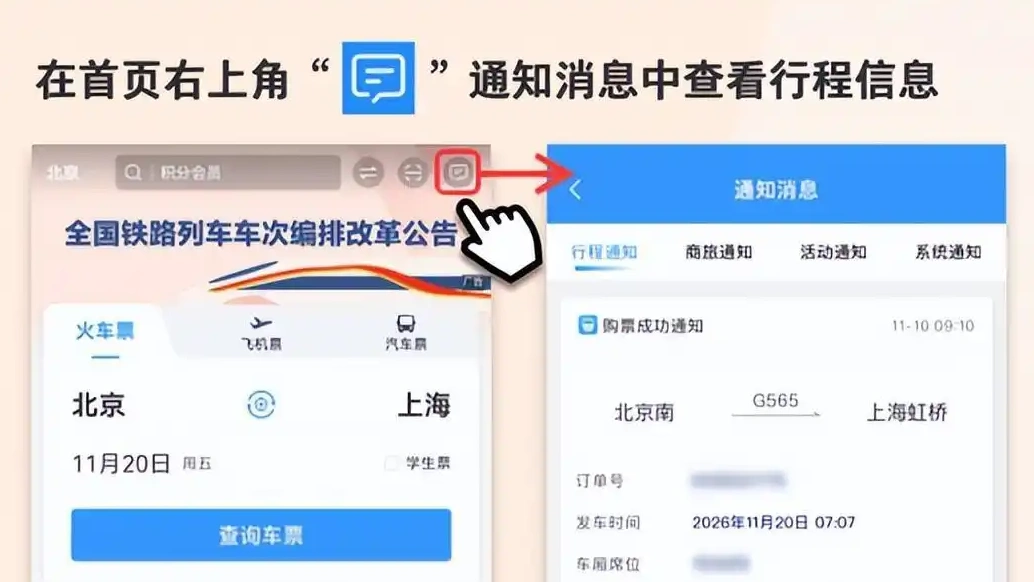 在首页右上角“ ”通知消息中查看行程信息
北京 积分会员
全国铁路列车车次编排改革公告
广告
火车票 飞机票 汽车票
北京 上海
11月20日 周五 学生票
查询车票
通知消息
行程通知 商旅通知 活动通知 系统通知
购票成功通知 11-10 09:10
北京南 G565 上海虹桥
订单号
发车时间 2026年11月20日 07:07
车厢席位